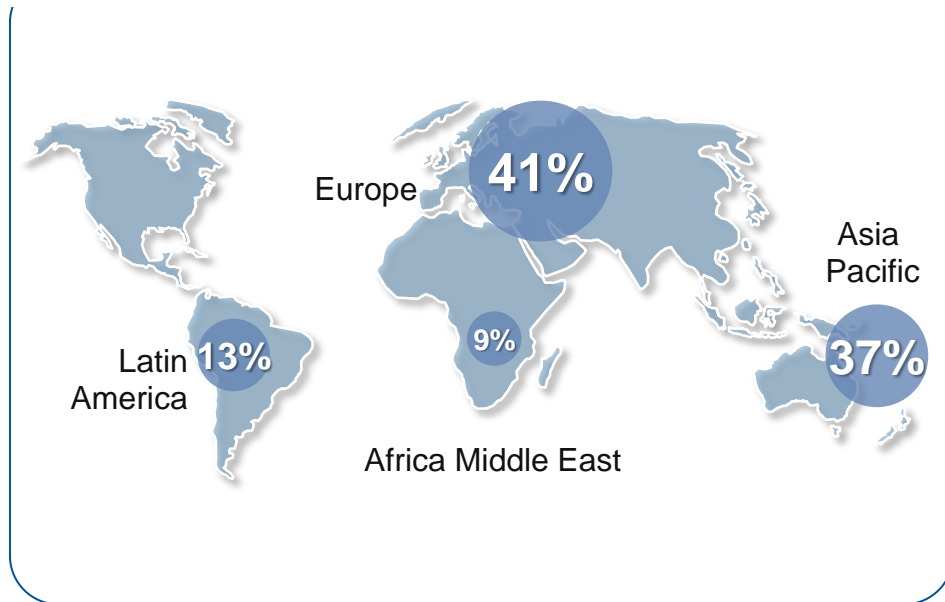 41%
Europe
Asia
Pacific
9%
13%
37%
Latin
America
Africa Middle East